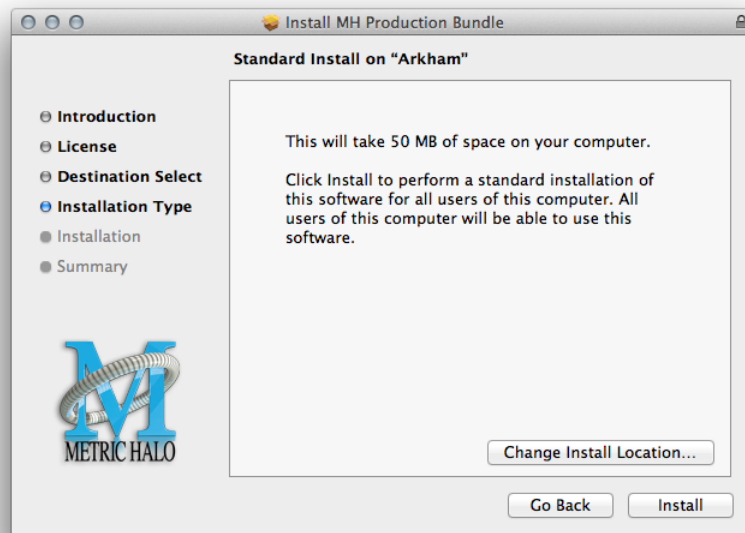 Install MH Production Bundle
Standard Install on “Arkham"
Introduction
License
Destination Select
Installation Type
Installation
Summary
This will take 50 MB of space on your computer.
Click Install to perform a standard installation of
this software for all users of this computer. All
users of this computer will be able to use this
software.
M
METRIC HALO
Change Install Location...
Go Back
Install